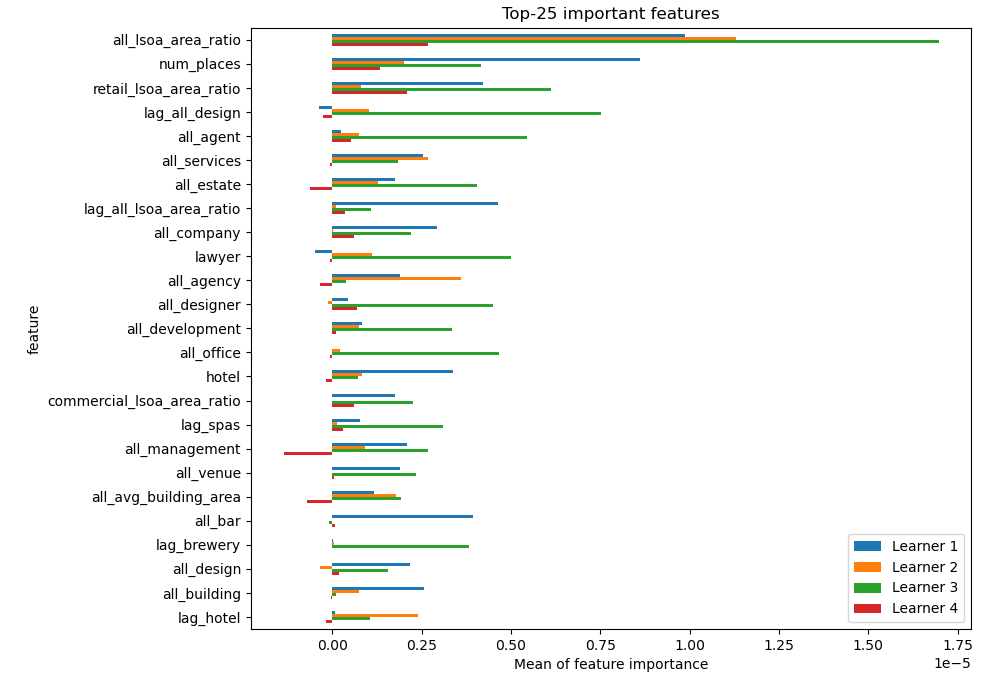 Top-25 important features
all_lsoa_area_ratio
num_places
retail_lsoa_area_ratio
lag_all_design
all_agent
all_services
all_estate
lag_all_lsoa_area_ratio
all_company
lawyer
all_agency
all_designer
all_development
all_office
hotel
commercial_lsoa_area_ratio
lag_spas
all_management
all_venue
all_avg_building_area
all_bar
lag_brewery
all_design
all_building
lag_hotel
feature
Learner 1
Learner 2
Learner 3
Learner 4
0.00 0.25 0.50 0.75 1.00 1.25 1.50 1.75
Mean of feature importance
1e−5